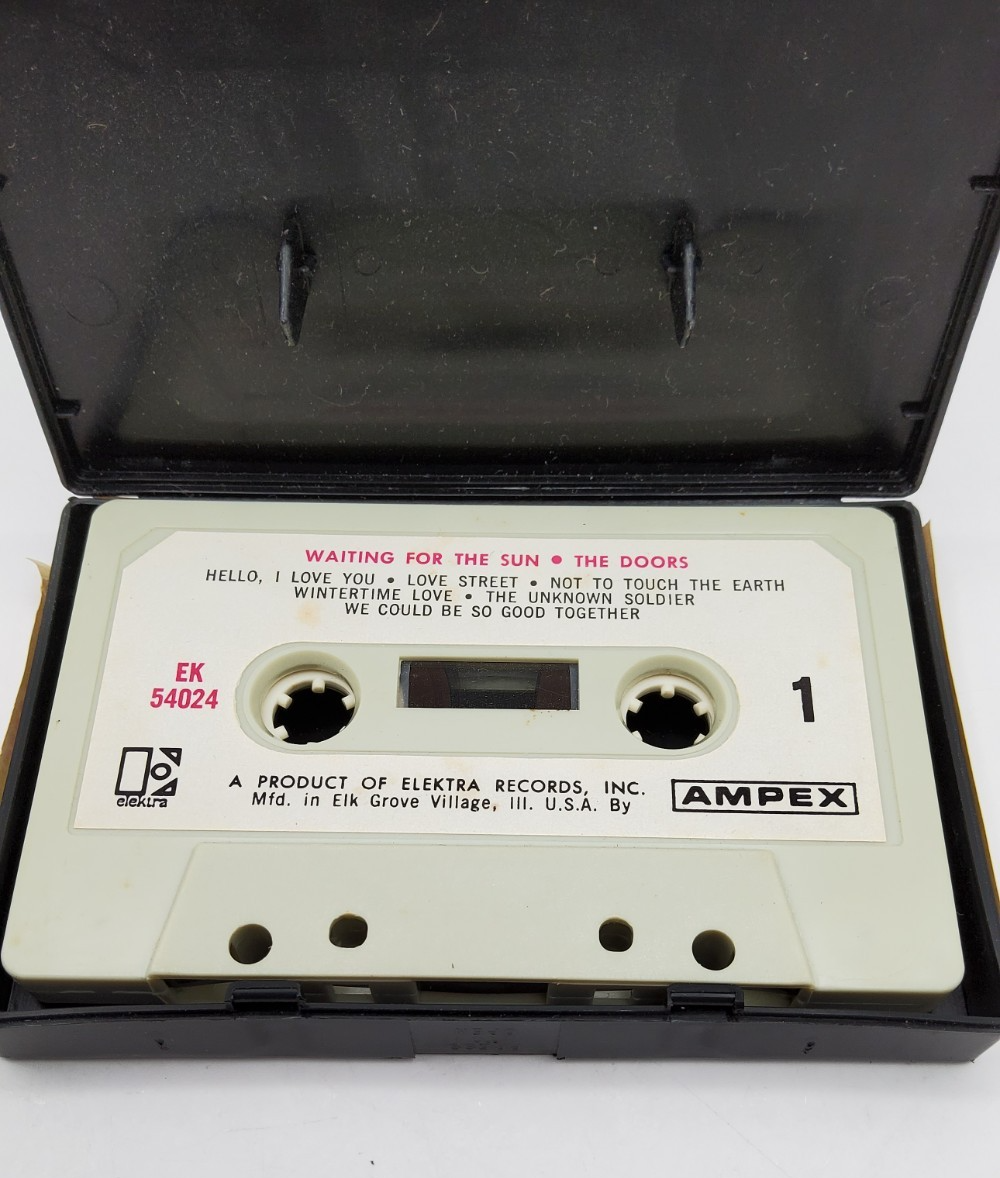 WAITING FOR THE SUN • THE DOORS
HELLO, I LOVE YOU • LOVE STREET • NOT TO TOUCH THE EARTH
WINTERTIME LOVE • THE UNKNOWN SOLDIER
WE COULD BE SO GOOD TOGETHER
EK
54024
1
elektra
A PRODUCT OF ELEKTRA RECORDS, INC.
Mfd. in Elk Grove Village, Ill. U.S.A. By
AMPEX